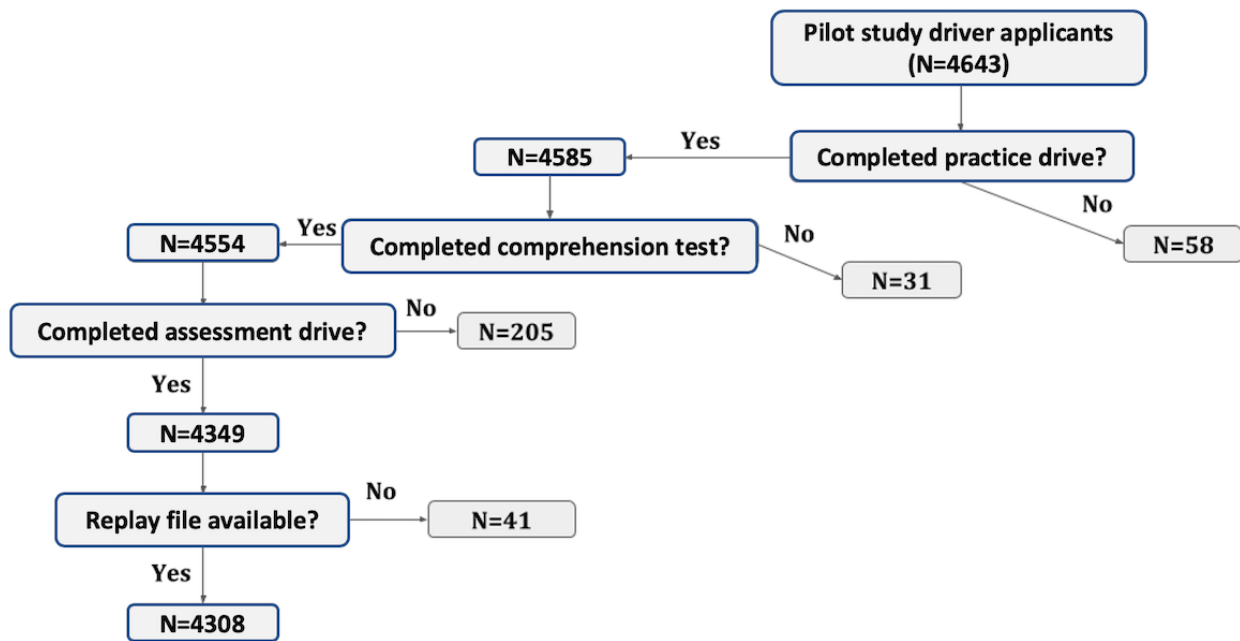 Pilot study driver applicants
(N=4643)
Completed practice drive?
Yes
N=4585
No
N=58
Completed comprehension test?
Yes
N=4554
No
N=31
Completed assessment drive?
No
N=205
Yes
N=4349
Replay file available?
No
N=41
Yes
N=4308